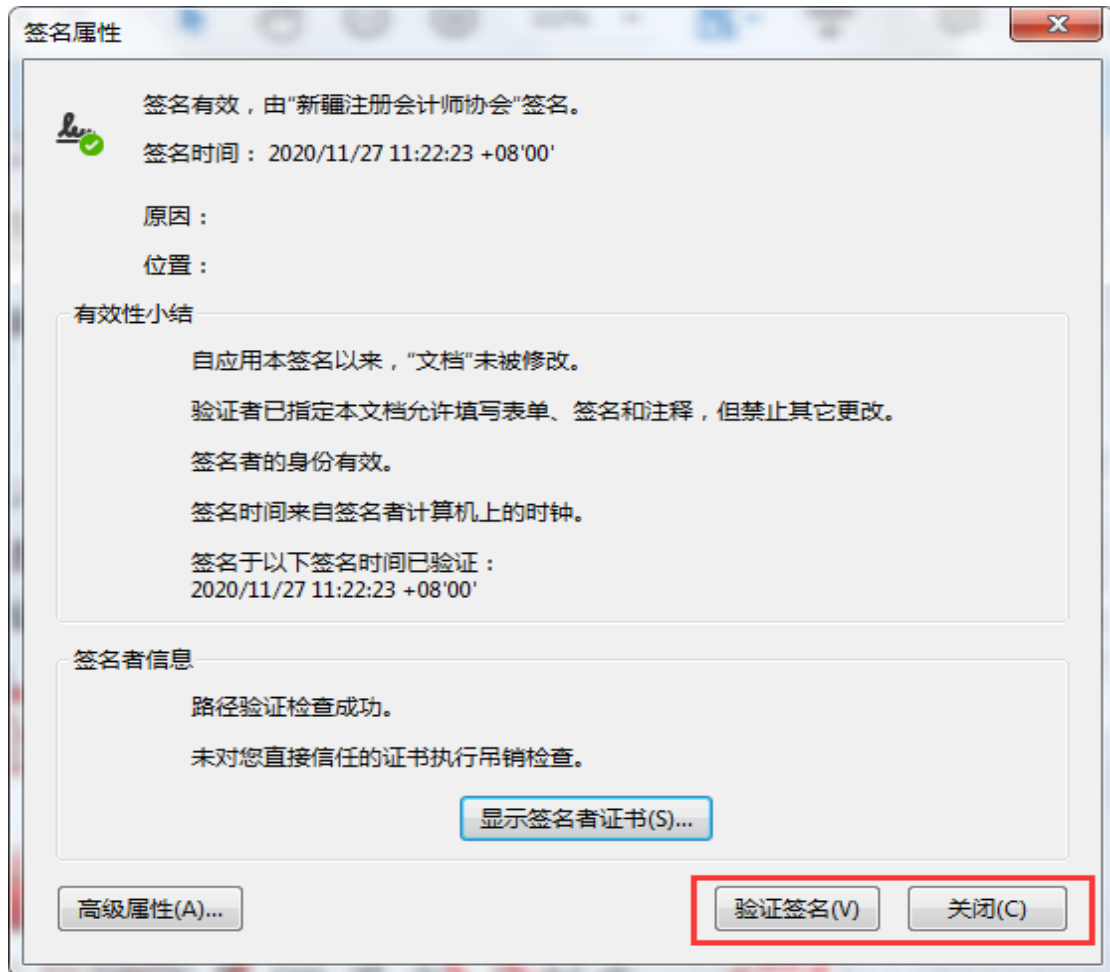 签名属性
签名有效，由“新疆注册会计师协会”签名。
签名时间： 2020/11/27 11:22:23 +08'00'
原因：
位置：
有效性小结
自应用本签名以来，“文档”未被修改。
验证者已指定本文档允许填写表单、签名和注释，但禁止其它更改。
签名者的身份有效。
签名时间来自签名者计算机上的时钟。
签名于以下签名时间已验证：
2020/11/27 11:22:23 +08'00'
签名者信息
路径验证检查成功。
未对您直接信任的证书执行吊销检查。
显示签名者证书(S)...
高级属性(A)...
验证签名(V)
关闭(C)